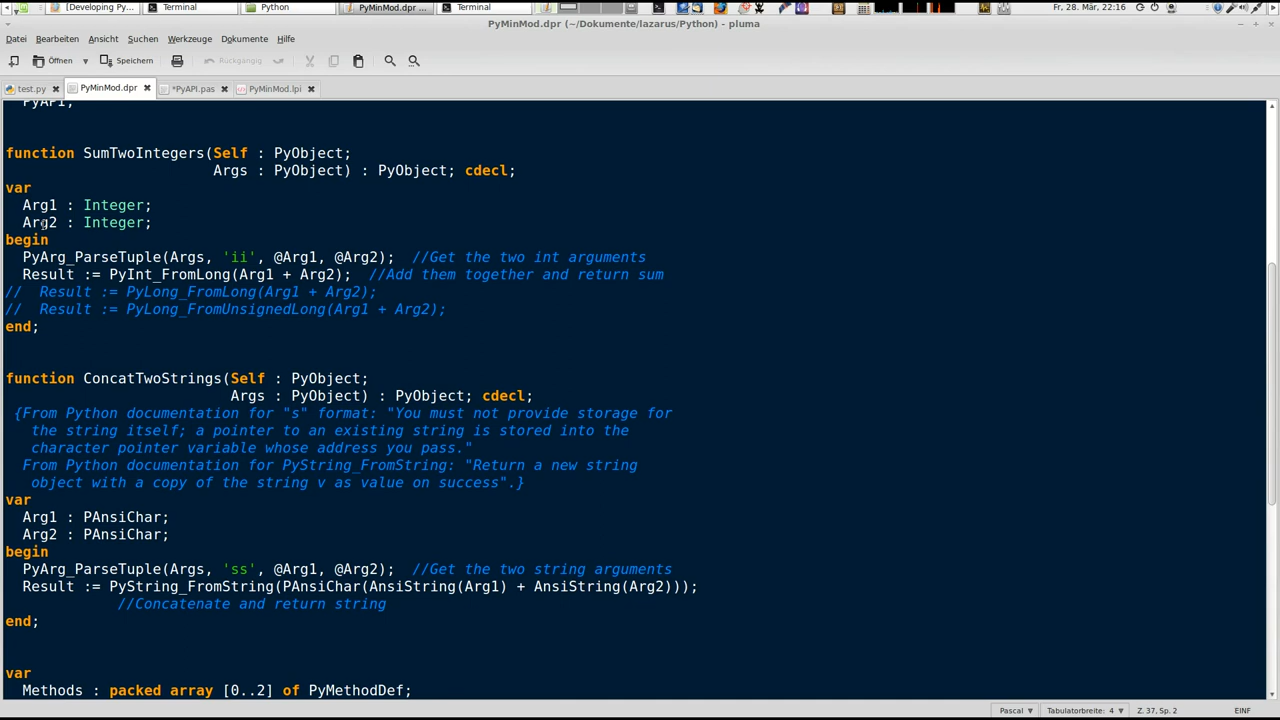 [Developing Py...
Terminal
Python
PyMinMod.dpr ...
Terminal
Fr, 28. Mär, 22:16
PyMinMod.dpr (~/Dokumente/lazarus/Python) - pluma
Datei Bearbeiten Ansicht Suchen Werkzeuge Dokumente Hilfe
Öffnen Speichern Rückgängig
test.py PyMinMod.dpr *PyAPI.pas PyMinMod.lpi
PyAPI;
function SumTwoIntegers(Self : PyObject;
Args : PyObject) : PyObject; cdecl;
var
Arg1 : Integer;
Arg2 : Integer;
begin
PyArg_ParseTuple(Args, 'ii', @Arg1, @Arg2);  //Get the two int arguments
Result := PyInt_FromLong(Arg1 + Arg2);  //Add them together and return sum
//  Result := PyLong_FromLong(Arg1 + Arg2);
//  Result := PyLong_FromUnsignedLong(Arg1 + Arg2);
end;
function ConcatTwoStrings(Self : PyObject;
Args : PyObject) : PyObject; cdecl;
{From Python documentation for "s" format: "You must not provide storage for
the string itself; a pointer to an existing string is stored into the
character pointer variable whose address you pass."
From Python documentation for PyString_FromString: "Return a new string
object with a copy of the string v as value on success".}
var
Arg1 : PAnsiChar;
Arg2 : PAnsiChar;
begin
PyArg_ParseTuple(Args, 'ss', @Arg1, @Arg2);  //Get the two string arguments
Result := PyString_FromString(PAnsiChar(AnsiString(Arg1) + AnsiString(Arg2)));
//Concatenate and return string
end;
var
Methods : packed array [0..2] of PyMethodDef;
Pascal Tabulatorbreite: 4 Z. 37, Sp. 2 EINF